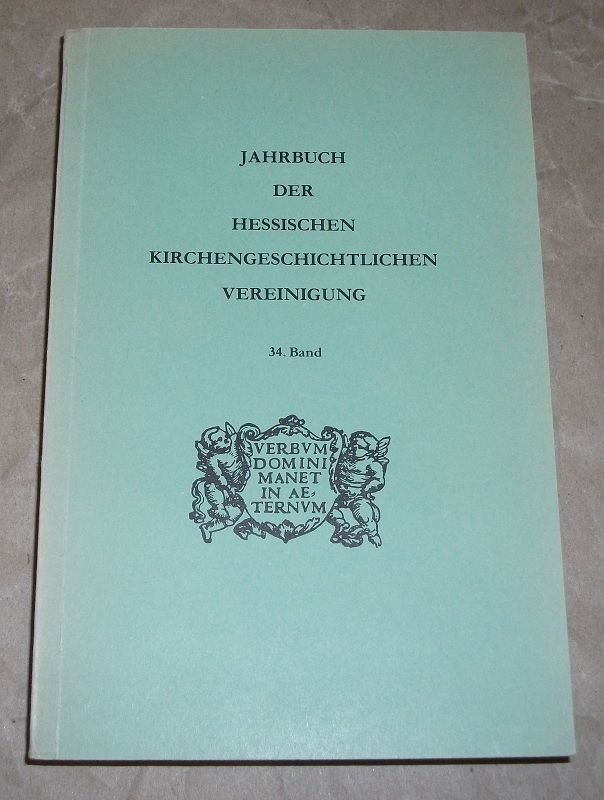 JAHRBUCH
DER
HESSISCHEN
KIRCHENGESCHICHTLICHEN
VEREINIGUNG
34. Band
VERBVM
DOMINI
MANET
IN AE⸗
TERNVM